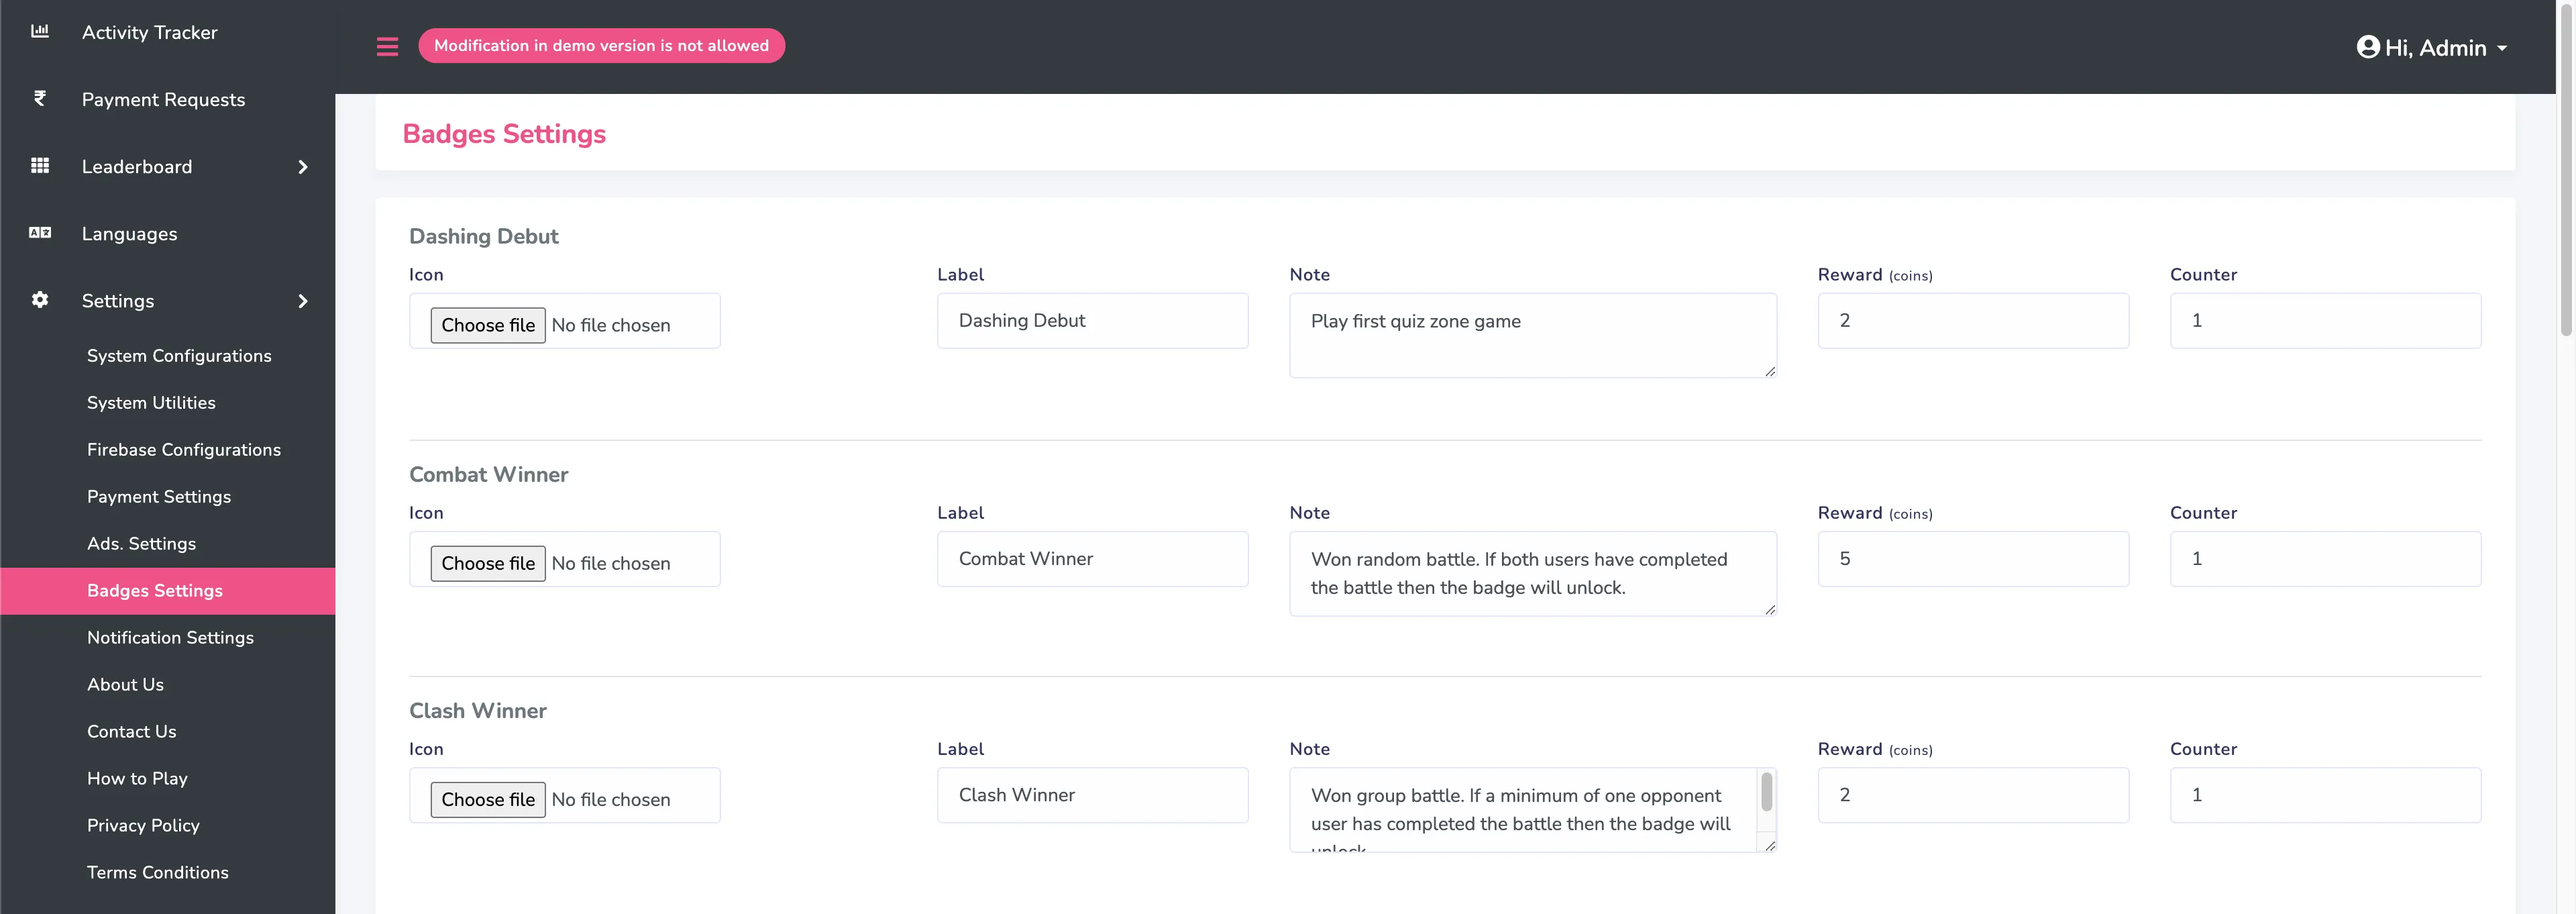 Activity Tracker
Payment Requests
Leaderboard
Languages
Settings
System Configurations
System Utilities
Firebase Configurations
Payment Settings
Ads. Settings
Badges Settings
Notification Settings
About Us
Contact Us
How to Play
Privacy Policy
Terms Conditions
Modification in demo version is not allowed
Hi, Admin
Badges Settings
Dashing Debut
Icon Label Note Reward (coins) Counter
Choose file No file chosen Dashing Debut Play first quiz zone game 2 1
Combat Winner
Icon Label Note Reward (coins) Counter
Choose file No file chosen Combat Winner Won random battle. If both users have completed 5 1
the battle then the badge will unlock.
Clash Winner
Icon Label Note Reward (coins) Counter
Choose file No file chosen Clash Winner Won group battle. If a minimum of one opponent 2 1
user has completed the battle then the badge will
unlock